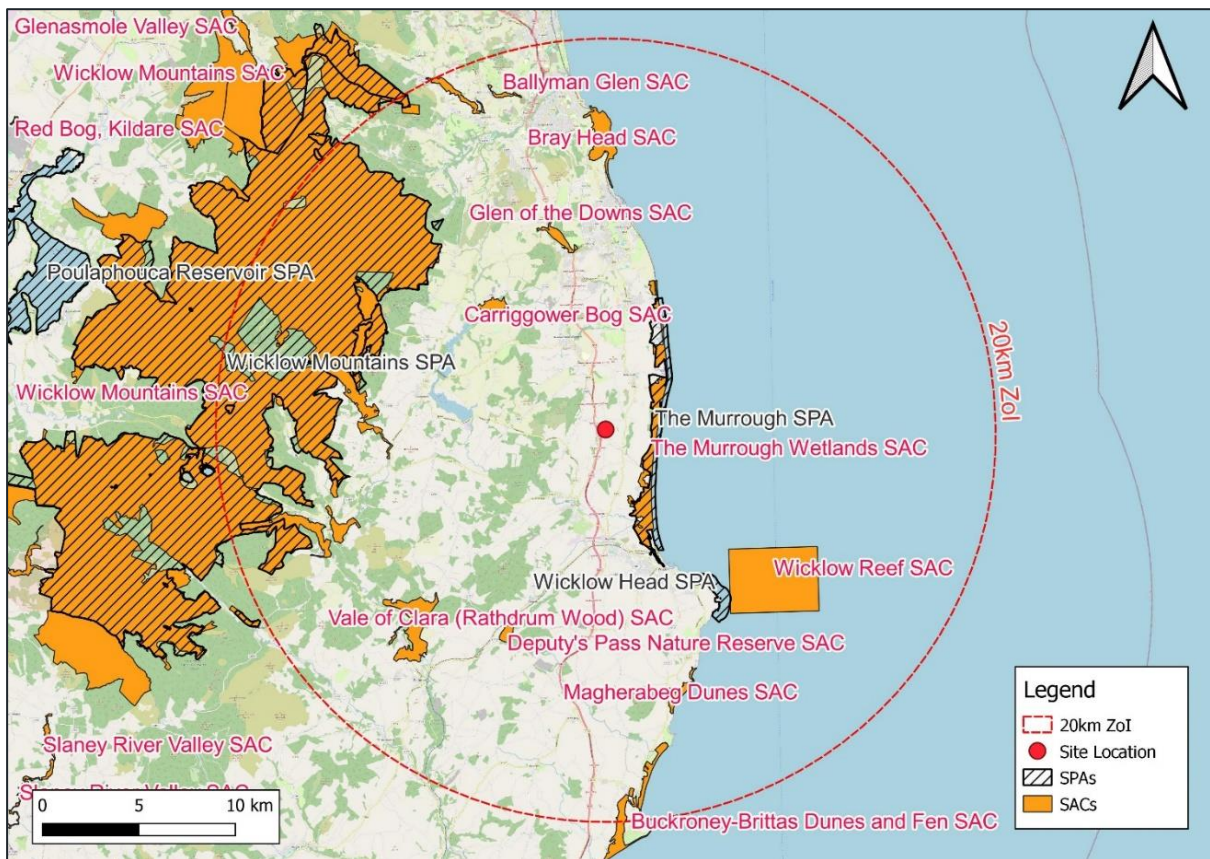 Glenasmole Valley SAC
Wicklow Mountains SAC
Ballyman Glen SAC
Red Bog, Kildare SAC
Bray Head SAC
Glen of the Downs SAC
Poulaphouca Reservoir SPA
Carriggower Bog SAC
20km ZoI
Wicklow Mountains SPA
Wicklow Mountains SAC
The Murrough SPA
The Murrough Wetlands SAC
Wicklow Reef SAC
Wicklow Head SPA
Vale of Clara (Rathdrum Wood) SAC
Deputy's Pass Nature Reserve SAC
Magherabeg Dunes SAC
Slaney River Valley SAC
Slaney River Valley SAC
Buckroney-Brittas Dunes and Fen SAC
0 5 10 km
Legend
20km ZoI
Site Location
SPAs
SACs